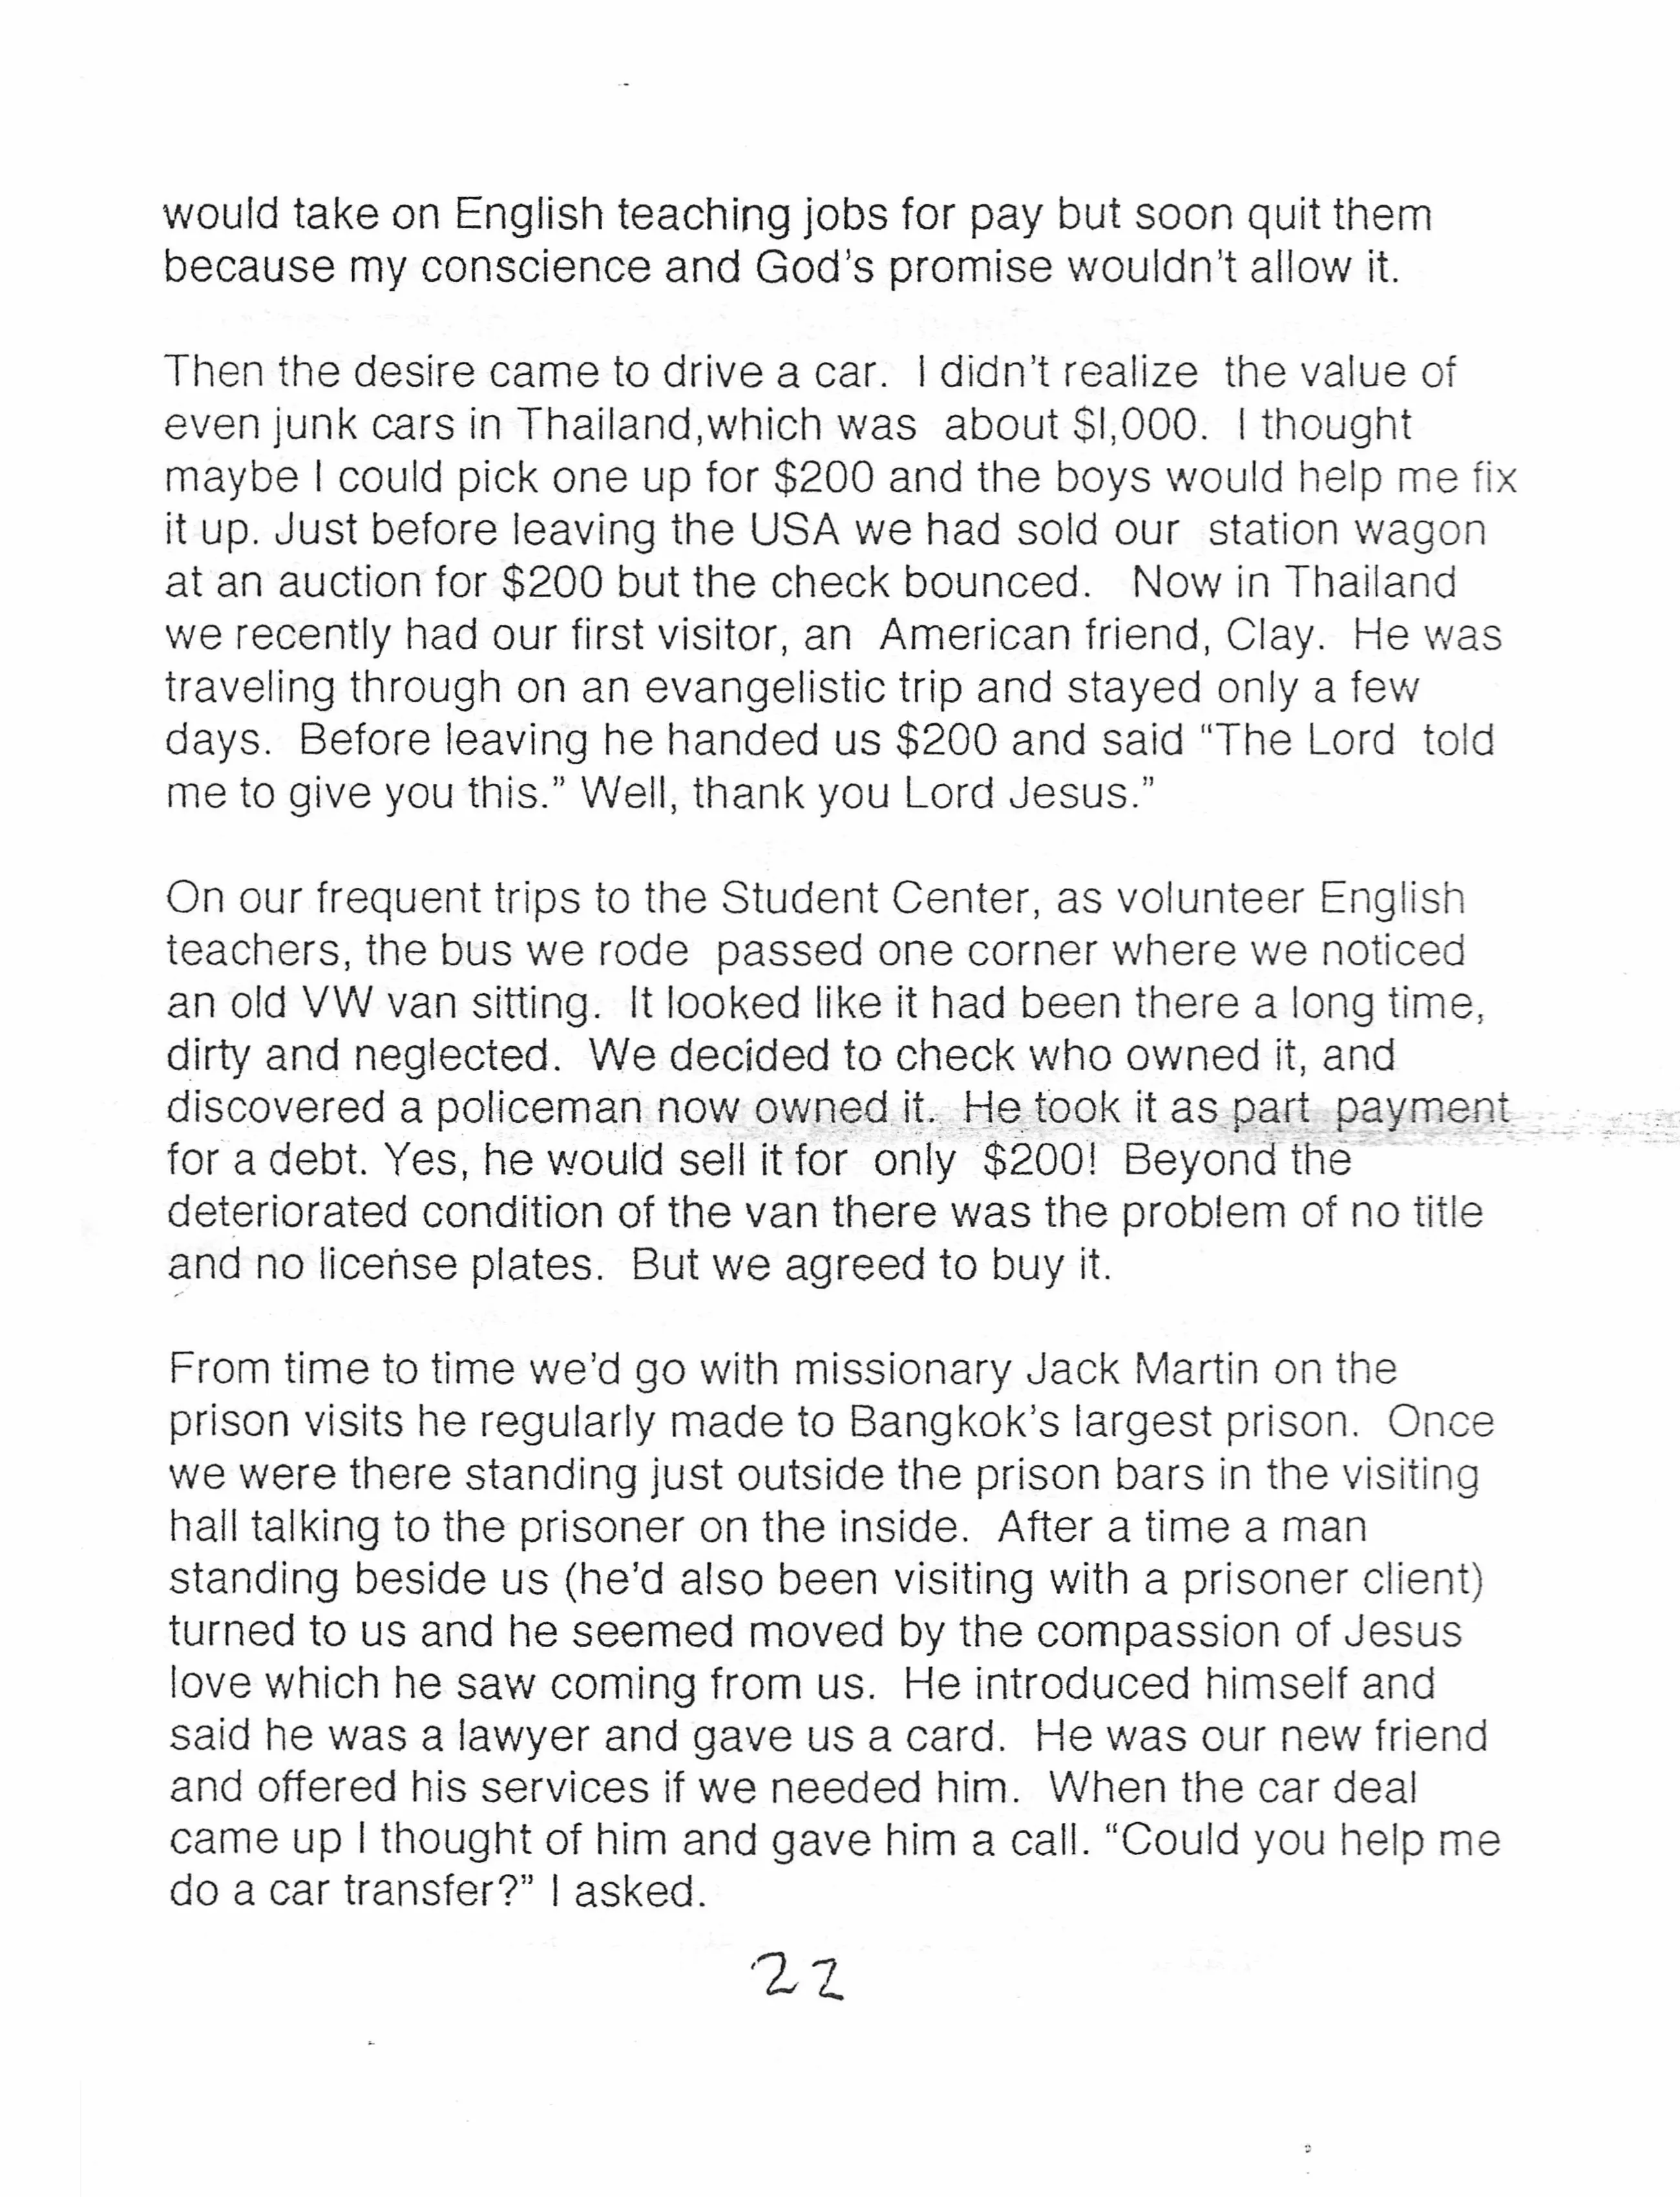 would take on English teaching jobs for pay but soon quit them
because my conscience and God's promise wouldn't allow it.
Then the desire came to drive a car. I didn't realize the value of
even junk cars in Thailand,which was about $1,000. I thought
maybe I could pick one up for $200 and the boys would help me fix
it up. Just before leaving the USA we had sold our station wagon
at an auction for $200 but the check bounced. Now in Thailand
we recently had our first visitor, an American friend, Clay. He was
traveling through on an evangelistic trip and stayed only a few
days. Before leaving he handed us $200 and said "The Lord told
me to give you this." Well, thank you Lord Jesus."
On our frequent trips to the Student Center, as volunteer English
teachers, the bus we rode passed one corner where we noticed
an old VW van sitting. It looked like it had been there a long time,
dirty and neglected. We decided to check who owned it, and
discovered a policeman now owned it. He took it as part payment
for a debt. Yes, he would sell it for only $200! Beyond the
deteriorated condition of the van there was the problem of no title
and no license plates. But we agreed to buy it.
From time to time we'd go with missionary Jack Martin on the
prison visits he regularly made to Bangkok's largest prison. Once
we were there standing just outside the prison bars in the visiting
hall talking to the prisoner on the inside. After a time a man
standing beside us (he'd also been visiting with a prisoner client)
turned to us and he seemed moved by the compassion of Jesus
love which he saw coming from us. He introduced himself and
said he was a lawyer and gave us a card. He was our new friend
and offered his services if we needed him. When the car deal
came up I thought of him and gave him a call. "Could you help me
do a car transfer?" I asked.
22